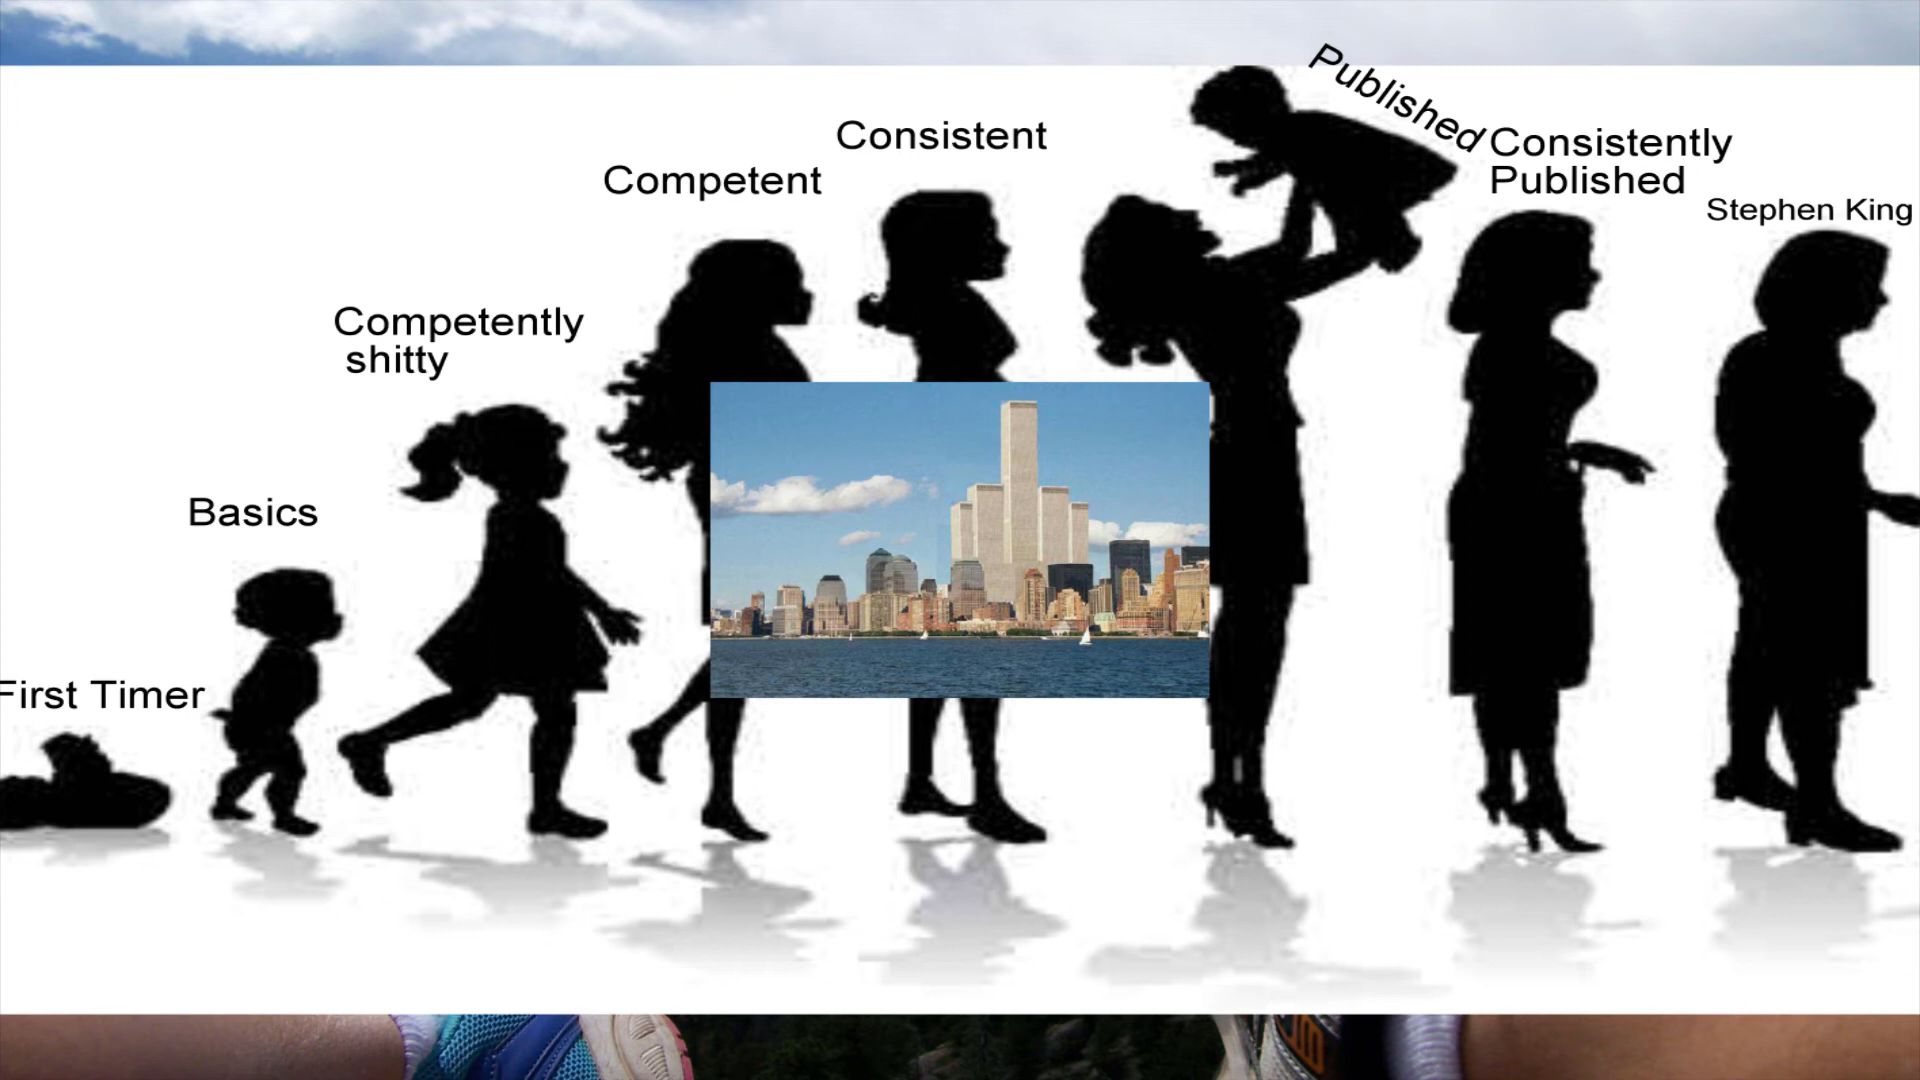 First Timer
Basics
Competently
shitty
Competent
Consistent
Published
Consistently
Published
Stephen King